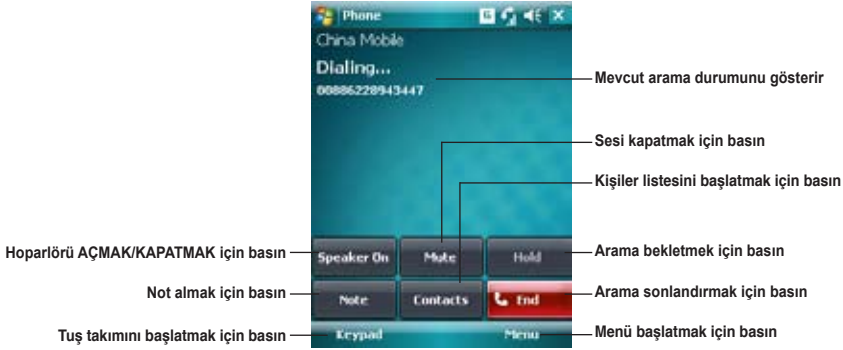 Phone
G
China Mobile
Dialing...
00886228943447
Mevcut arama durumunu gösterir
Sesi kapatmak için basın
Kişiler listesini başlatmak için basın
Hoparlörü AÇMAK/KAPATMAK için basın
Speaker On
Mute
Hold
Arama bekletmek için basın
Not almak için basın
Note
Contacts
End
Arama sonlandırmak için basın
Tuş takımını başlatmak için basın
Keypad
Menu
Menü başlatmak için basın